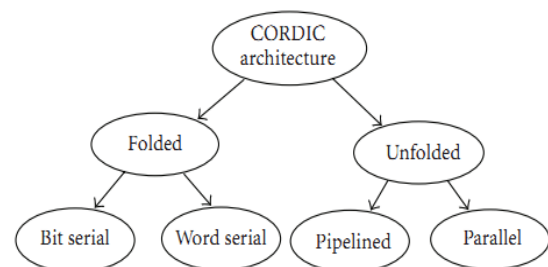 CORDIC
architecture
Folded
Unfolded
Bit serial
Word serial
Pipelined
Parallel